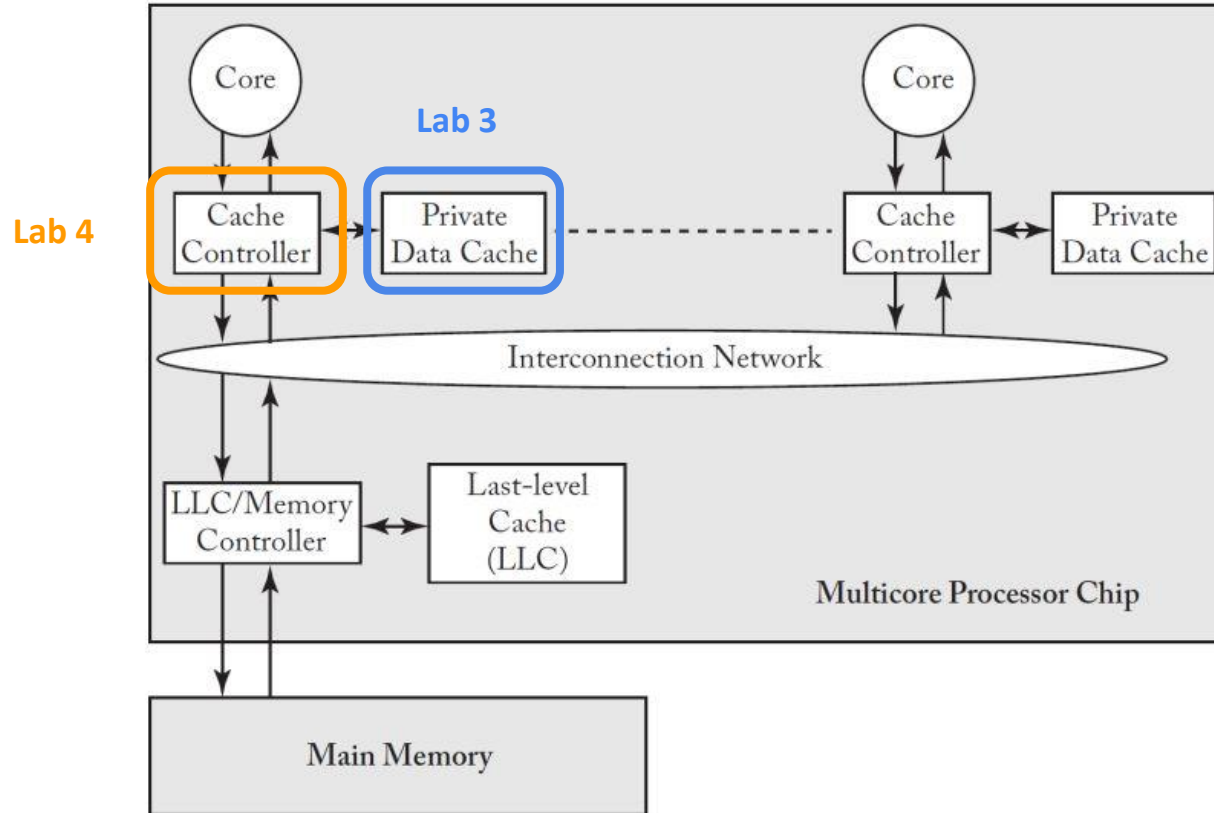 Core
Core
Lab 3
Lab 4
Cache
Controller
Private
Data Cache
Cache
Controller
Private
Data Cache
Interconnection Network
LLC/Memory
Controller
Last-level
Cache
(LLC)
Multicore Processor Chip
Main Memory